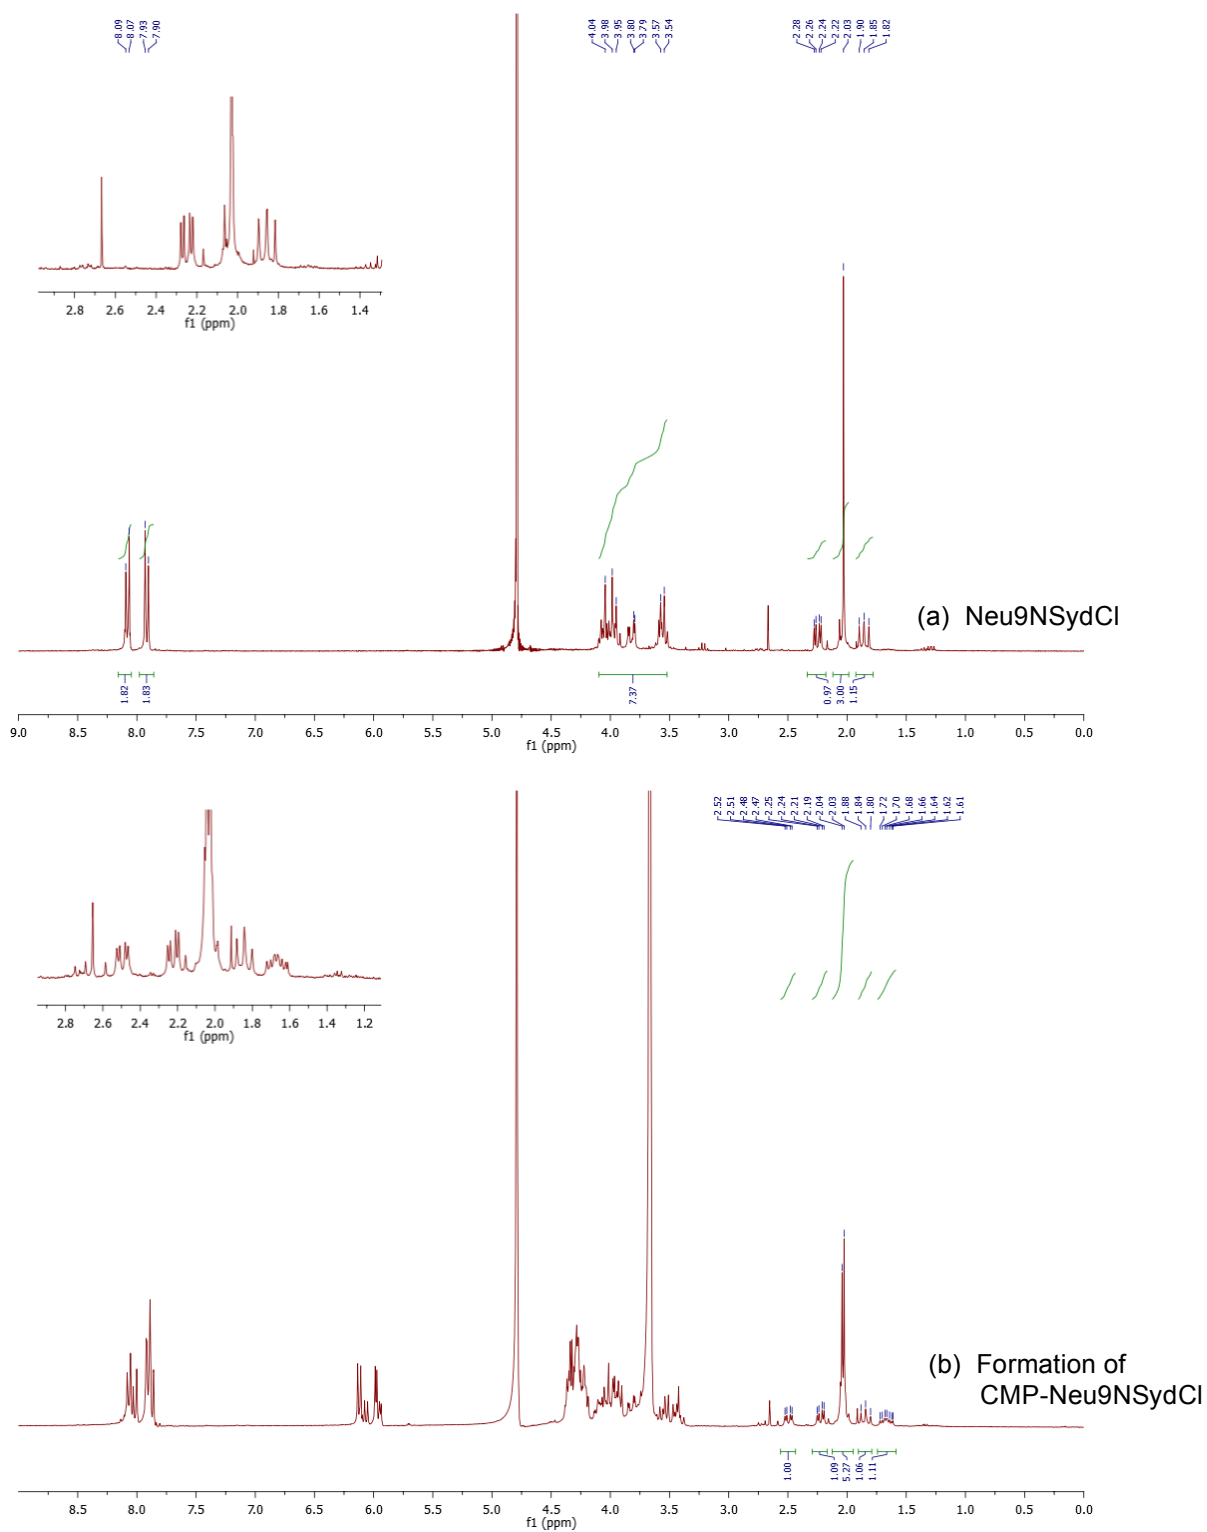 8.09 8.07 7.93 7.90 4.04 3.98 3.95 3.80 3.79 3.57 3.54 2.28 2.26 2.24 2.22 2.03 1.90 1.85 1.82
2.8 2.6 2.4 2.2 2.0 1.8 1.6 1.4
f1 (ppm)
(a) Neu9NSydCl
1.82 1.83 7.37 0.97 3.00 1.15
9.0 8.5 8.0 7.5 7.0 6.5 6.0 5.5 5.0 4.5 4.0 3.5 3.0 2.5 2.0 1.5 1.0 0.5 0.0
f1 (ppm)
2.52 2.51 2.48 2.47 2.25 2.24 2.21 2.19 2.04 2.03 1.88 1.84 1.80 1.72 1.70 1.68 1.66 1.64 1.62 1.61
2.8 2.6 2.4 2.2 2.0 1.8 1.6 1.4 1.2
f1 (ppm)
(b) Formation of
CMP-Neu9NSydCl
1.00 1.09 5.27 1.06 1.11
8.5 8.0 7.5 7.0 6.5 6.0 5.5 5.0 4.5 4.0 3.5 3.0 2.5 2.0 1.5 1.0 0.5 0.0
f1 (ppm)